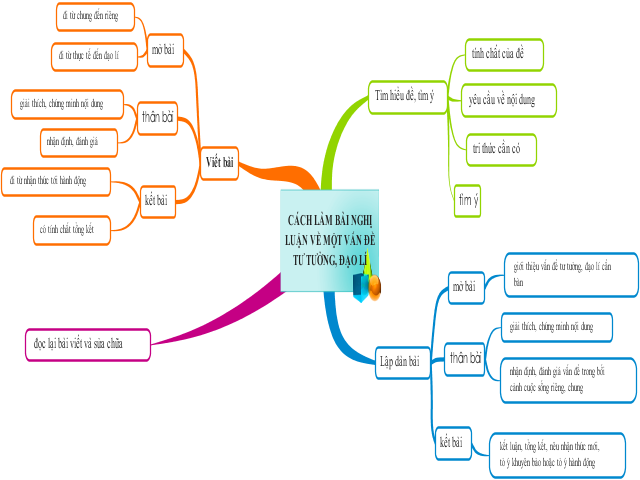 CÁCH LÀM BÀI NGHỊ
LUẬN VỀ MỘT VẤN ĐỀ
TƯ TƯỞNG, ĐẠO LÍ
Tìm hiểu đề, tìm ý
tính chất của đề
yêu cầu về nội dung
tri thức cần có
tìm ý
Lập dàn bài
mở bài
giới thiệu vấn đề tư tưởng, đạo lí cần
bàn
thân bài
giải thích, chứng minh nội dung
nhận định, đánh giá vấn đề trong bối
cảnh cuộc sống riêng, chung
kết bài
kết luận, tổng kết, nêu nhận thức mới,
tỏ ý khuyên bảo hoặc tỏ ý hành động
Viết bài
mở bài
đi từ chung đến riêng
đi từ thực tế đến đạo lí
thân bài
giải thích, chứng minh nội dung
nhận định, đánh giá
kết bài
đi từ nhận thức tới hành động
có tính chất tổng kết
đọc lại bài viết và sửa chữa